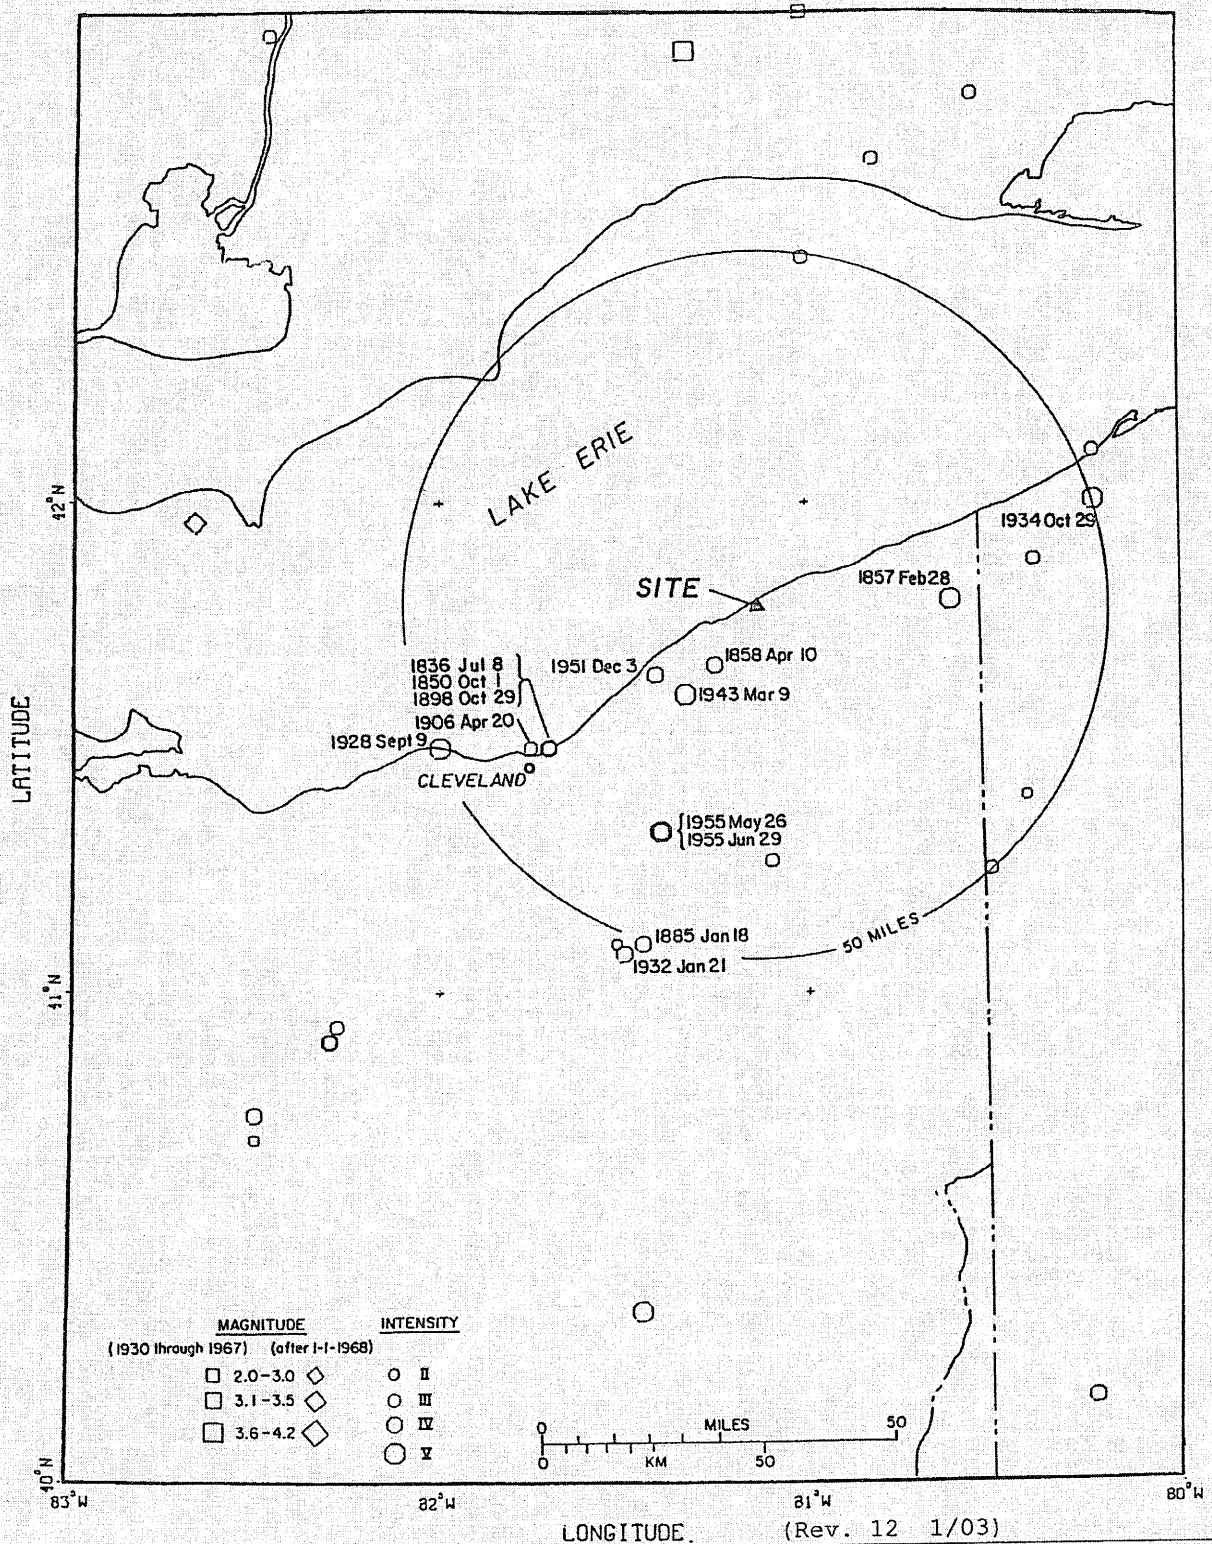 LAKE ERIE
42°N
1934 Oct 29
1857 Feb 28
SITE
1836 Jul 8
1850 Oct 1
1898 Oct 29
1951 Dec 3
1858 Apr 10
1943 Mar 9
1906 Apr 20
1928 Sept 9
CLEVELAND
LATITUDE
1955 May 26
1955 Jun 29
50 MILES
1885 Jan 18
1932 Jan 21
41°N
MAGNITUDE INTENSITY
(1930 through 1967) (after 1-1-1968)
2.0-3.0 II
3.1-3.5 III
3.6-4.2 IV
V
0 MILES 50
0 KM 50
40°N
83°W 82°W 81°W 80°W
LONGITUDE.
(Rev. 12 1/03)